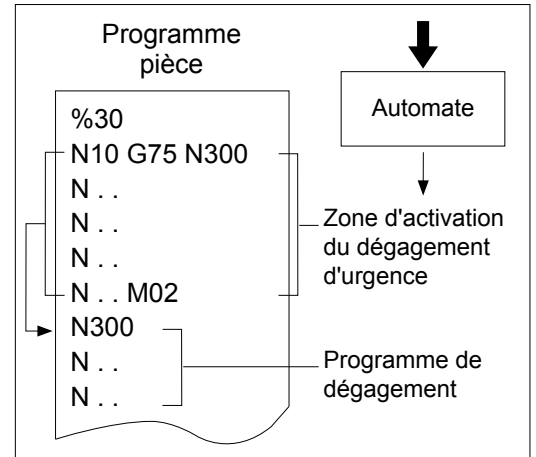 Programme
pièce
%30
N10 G75 N300
N . .
N . .
N . .
N . . M02
N300
N . .
N . .
Automate
Zone d'activation
du dégagement
d'urgence
Programme de
dégagement